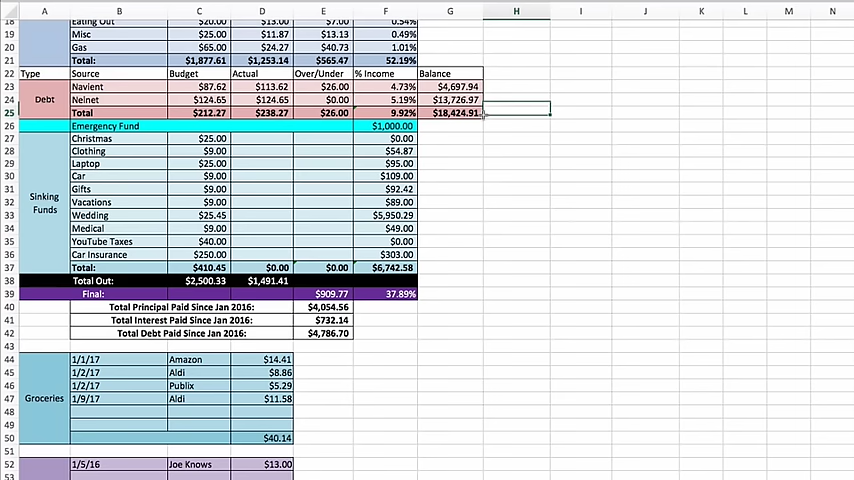 A B C D E F G H I J K L M N
18 Eating Out $20.00 $13.00 $7.00 0.54%
19 Misc $25.00 $11.87 $13.13 0.49%
20 Gas $65.00 $24.27 $40.73 1.01%
21 Total: $1,877.61 $1,253.14 $565.47 52.19%
22 Type Source Budget Actual Over/Under % Income Balance
23 Navient $87.62 $113.62 $26.00 4.73% $4,697.94
24 Debt Nelnet $124.65 $124.65 $0.00 5.19% $13,726.97
25 Total $212.27 $238.27 $26.00 9.92% $18,424.91
26 Emergency Fund $1,000.00
27 Christmas $25.00 $0.00
28 Clothing $9.00 $54.87
29 Laptop $25.00 $95.00
30 Car $9.00 $109.00
31 Gifts $9.00 $92.42
Sinking Funds
32 Vacations $9.00 $89.00
33 Wedding $25.45 $5,950.29
34 Medical $9.00 $49.00
35 YouTube Taxes $40.00 $0.00
36 Car Insurance $250.00 $303.00
37 Total: $410.45 $0.00 $0.00 $6,742.58
38 Total Out: $2,500.33 $1,491.41
39 Final: $909.77 37.89%
40 Total Principal Paid Since Jan 2016: $4,054.56
41 Total Interest Paid Since Jan 2016: $732.14
42 Total Debt Paid Since Jan 2016: $4,786.70
43
44 1/1/17 Amazon $14.41
45 1/2/17 Aldi $8.86
46 1/2/17 Publix $5.29
47 Groceries 1/9/17 Aldi $11.58
48
49
50 $40.14
51
52 1/5/16 Joe Knows $13.00
53